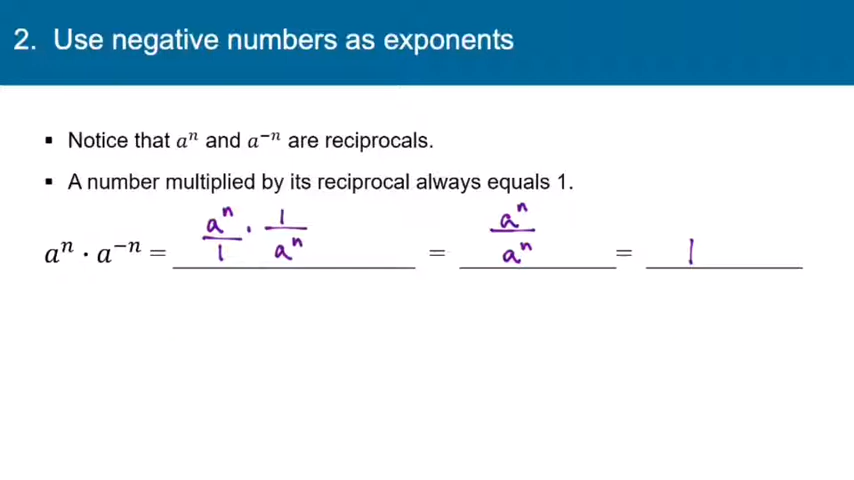 2. Use negative numbers as exponents
▪ Notice that aⁿ and a⁻ⁿ are reciprocals.
▪ A number multiplied by its reciprocal always equals 1.
aⁿ · a⁻ⁿ = aⁿ/1 · 1/aⁿ = aⁿ/aⁿ = 1